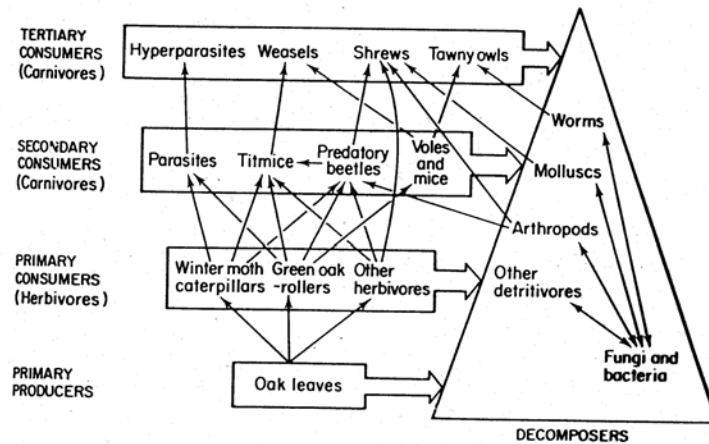 TERTIARY
CONSUMERS
(Carnivores)
Hyperparasites Weasels Shrews Tawny owls
Worms
SECONDARY
CONSUMERS
(Carnivores)
Parasites Titmice Predatory
beetles
Voles
and
mice
Molluscs
Arthropods
PRIMARY
CONSUMERS
(Herbivores)
Winter moth
caterpillars
Green oak
-rollers
Other
herbivores
Other
detritivores
Fungi and
bacteria
PRIMARY
PRODUCERS
Oak leaves
DECOMPOSERS